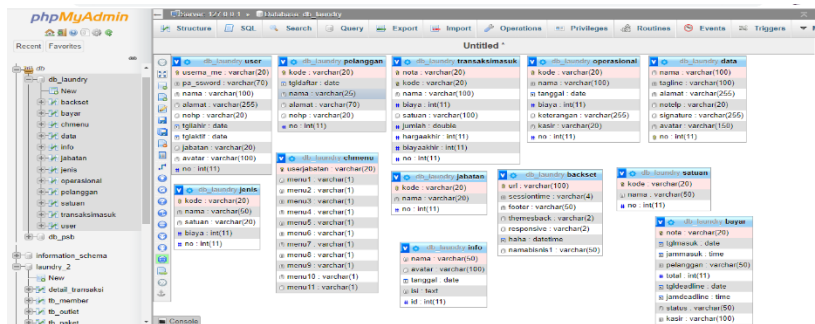 phpMyAdmin
Recent Favorites
db
db_laundry
New
backset
bayar
chmenu
data
info
jabatan
jenis
operasional
pelanggan
satuan
transaksimasuk
user
db_psb
information_schema
laundry_2
New
detail_transaksi
tb_member
tb_outlet
tb_paket
Server: 127.0.0.1 » Database: db_laundry
Structure SQL Search Query Export Import Operations Privileges Routines Events Triggers
Untitled *
db_laundry user
userna_me : varchar(20)
pa_ssword : varchar(70)
nama : varchar(100)
alamat : varchar(255)
nohp : varchar(20)
tgllahir : date
tglaktif : date
jabatan : varchar(20)
avatar : varchar(100)
no : int(11)
db_laundry pelanggan
kode : varchar(20)
tgldaftar : date
nama : varchar(25)
alamat : varchar(70)
nohp : varchar(20)
no : int(11)
db_laundry transaksimasuk
nota : varchar(20)
kode : varchar(20)
nama : varchar(100)
biaya : int(11)
satuan : varchar(100)
jumlah : double
hargaakhir : int(11)
biayaakhir : int(11)
no : int(11)
db_laundry operasional
kode : varchar(20)
nama : varchar(100)
tanggal : date
biaya : int(11)
keterangan : varchar(255)
kasir : varchar(20)
no : int(11)
db_laundry data
nama : varchar(100)
tagline : varchar(100)
alamat : varchar(255)
notelp : varchar(20)
signature : varchar(255)
avatar : varchar(150)
no : int(11)
db_laundry jenis
kode : varchar(20)
nama : varchar(50)
satuan : varchar(20)
biaya : int(11)
no : int(11)
db_laundry chmenu
userjabatan : varchar(20)
menu1 : varchar(1)
menu2 : varchar(1)
menu3 : varchar(1)
menu4 : varchar(1)
menu5 : varchar(1)
menu6 : varchar(1)
menu7 : varchar(1)
menu8 : varchar(1)
menu9 : varchar(1)
menu10 : varchar(1)
menu11 : varchar(1)
db_laundry jabatan
kode : varchar(20)
nama : varchar(20)
no : int(11)
db_laundry info
nama : varchar(50)
avatar : varchar(100)
tanggal : date
isi : text
id : int(11)
db_laundry backset
url : varchar(100)
sessiontime : varchar(4)
footer : varchar(50)
themesback : varchar(2)
responsive : varchar(2)
haha : datetime
namabisnis1 : varchar(50)
db_laundry satuan
kode : varchar(20)
nama : varchar(50)
no : int(11)
db_laundry bayar
nota : varchar(20)
tglmasuk : date
jammasuk : time
pelanggan : varchar(50)
total : int(11)
tgldeadline : date
jamdeadline : time
status : varchar(50)
kasir : varchar(100)
Console